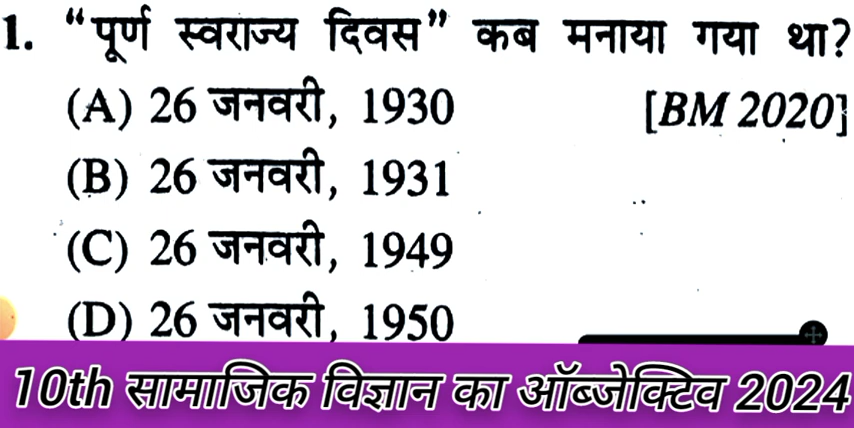 1. “पूर्ण स्वराज्य दिवस” कब मनाया गया था?
(A) 26 जनवरी, 1930 [BM 2020]
(B) 26 जनवरी, 1931
(C) 26 जनवरी, 1949
(D) 26 जनवरी, 1950
10th सामाजिक विज्ञान का ऑब्जेक्टिव 2024